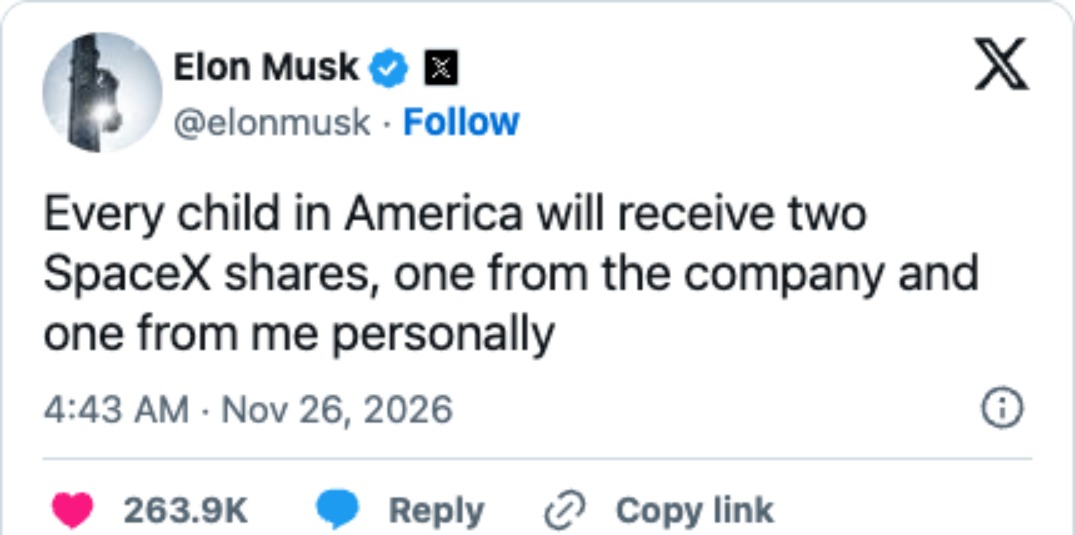 Elon Musk
@elonmusk · Follow
Every child in America will receive two
SpaceX shares, one from the company and
one from me personally
4:43 AM · Nov 26, 2026
263.9K Reply Copy link